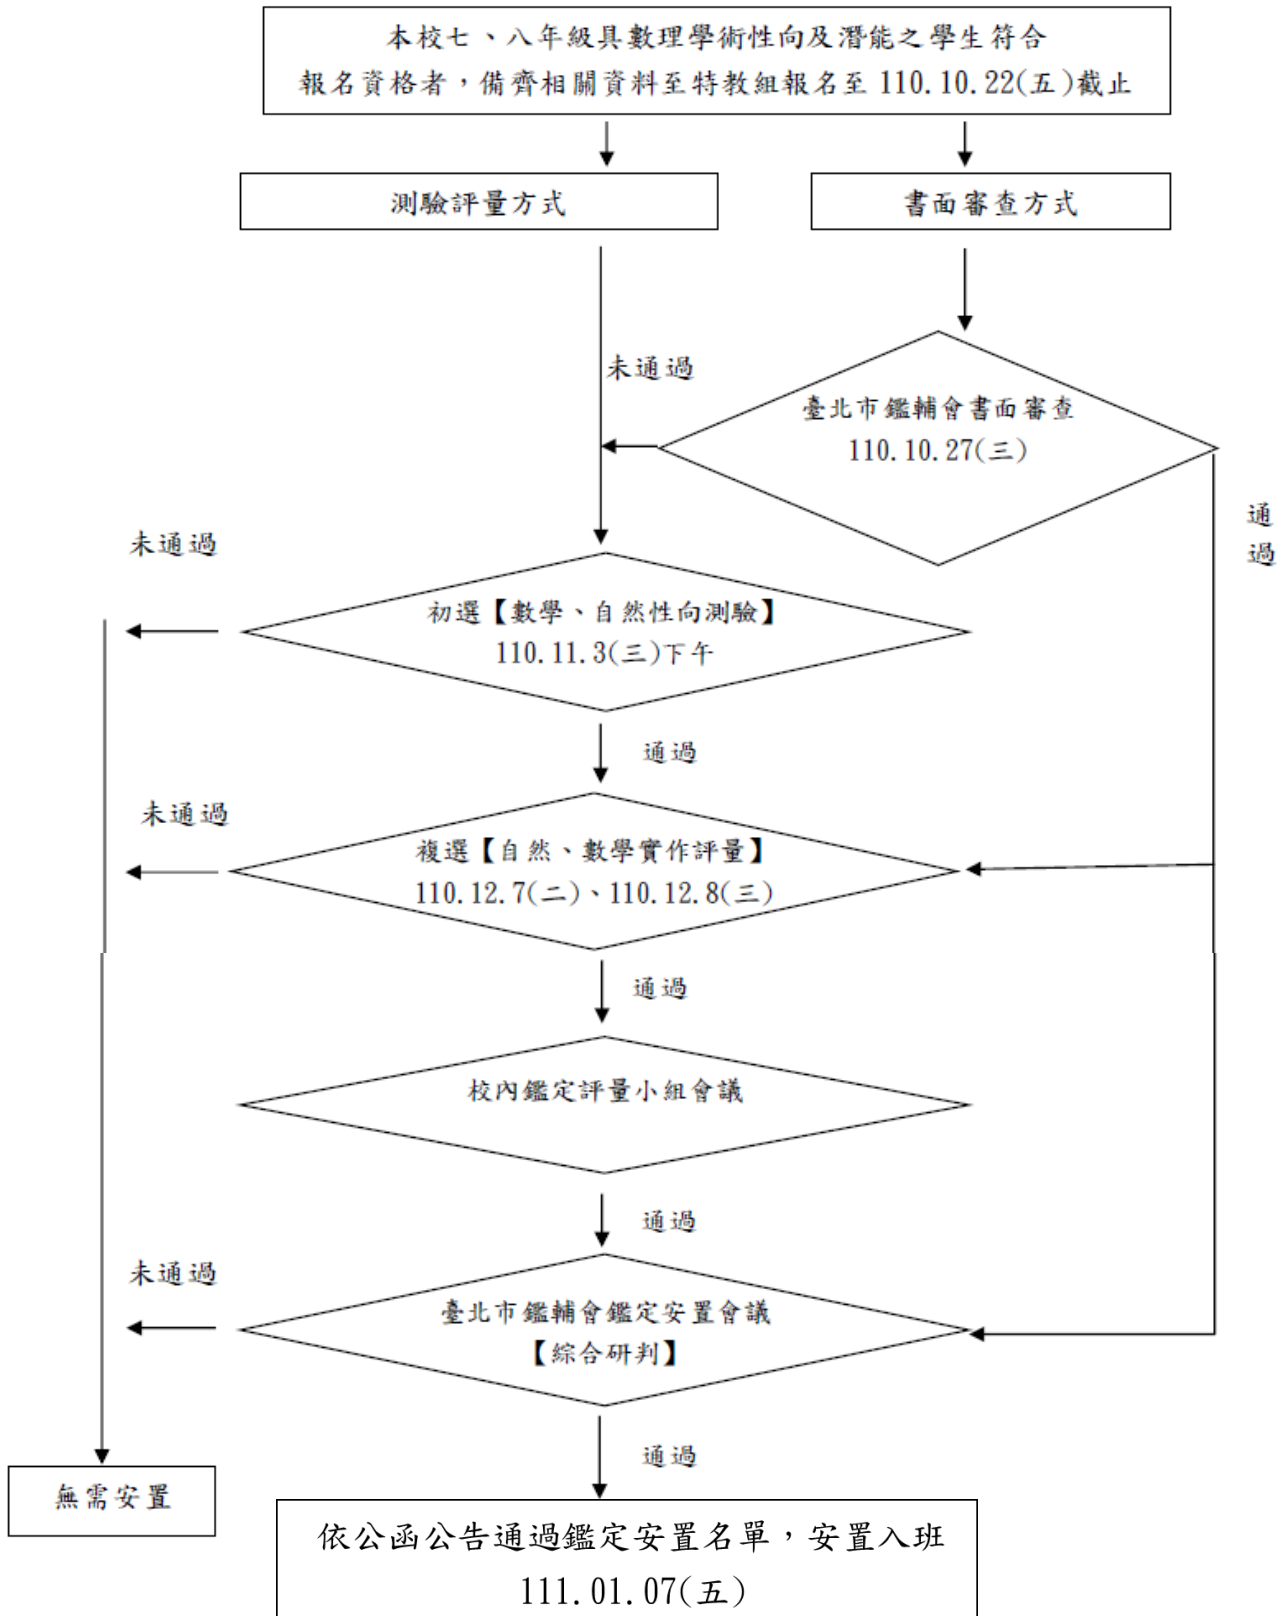 本校七、八年級具數理學術性向及潛能之學生符合
報名資格者，備齊相關資料至特教組報名至 110.10.22(五)截止
測驗評量方式
書面審查方式
未通過
臺北市鑑輔會書面審查
110.10.27(三)
通
過
未通過
初選【數學、自然性向測驗】
110.11.3(三)下午
通過
未通過
複選【自然、數學實作評量】
110.12.7(二)、110.12.8(三)
通過
校內鑑定評量小組會議
通過
未通過
臺北市鑑輔會鑑定安置會議
【綜合研判】
通過
無需安置
依公函公告通過鑑定安置名單，安置入班
111.01.07(五)